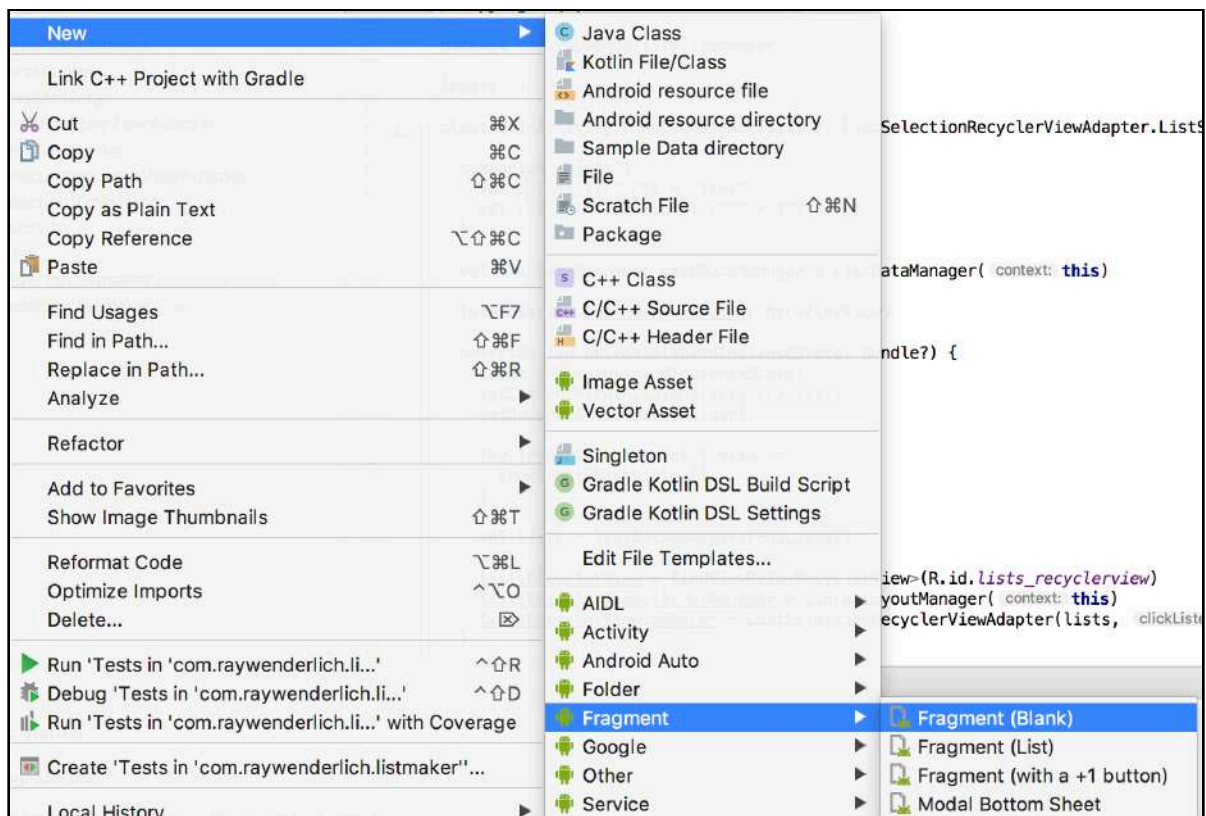 New
Link C++ Project with Gradle
Cut ⌘X
Copy ⌘C
Copy Path ⇧⌘C
Copy as Plain Text
Copy Reference ⌥⇧⌘C
Paste ⌘V
Find Usages ⌥F7
Find in Path... ⇧⌘F
Replace in Path... ⇧⌘R
Analyze
Refactor
Add to Favorites
Show Image Thumbnails ⇧⌘T
Reformat Code ⌥⌘L
Optimize Imports ^⌥O
Delete... ⌦
Run 'Tests in 'com.raywenderlich.li...' ^⇧R
Debug 'Tests in 'com.raywenderlich.li...' ^⇧D
Run 'Tests in 'com.raywenderlich.li...' with Coverage
Create 'Tests in 'com.raywenderlich.listmaker''...
Local History
Java Class
Kotlin File/Class
Android resource file
Android resource directory
Sample Data directory
File
Scratch File ⇧⌘N
Package
C++ Class
C/C++ Source File
C/C++ Header File
Image Asset
Vector Asset
Singleton
Gradle Kotlin DSL Build Script
Gradle Kotlin DSL Settings
Edit File Templates...
AIDL
Activity
Android Auto
Folder
Fragment
Google
Other
Service
Fragment (Blank)
Fragment (List)
Fragment (with a +1 button)
Modal Bottom Sheet
SelectionRecyclerViewAdapter.ListS
ataManager( context: this)
ndle?) {
iew>(R.id.lists_recyclerview)
youtManager( context: this)
ecyclerViewAdapter(lists, clickListe